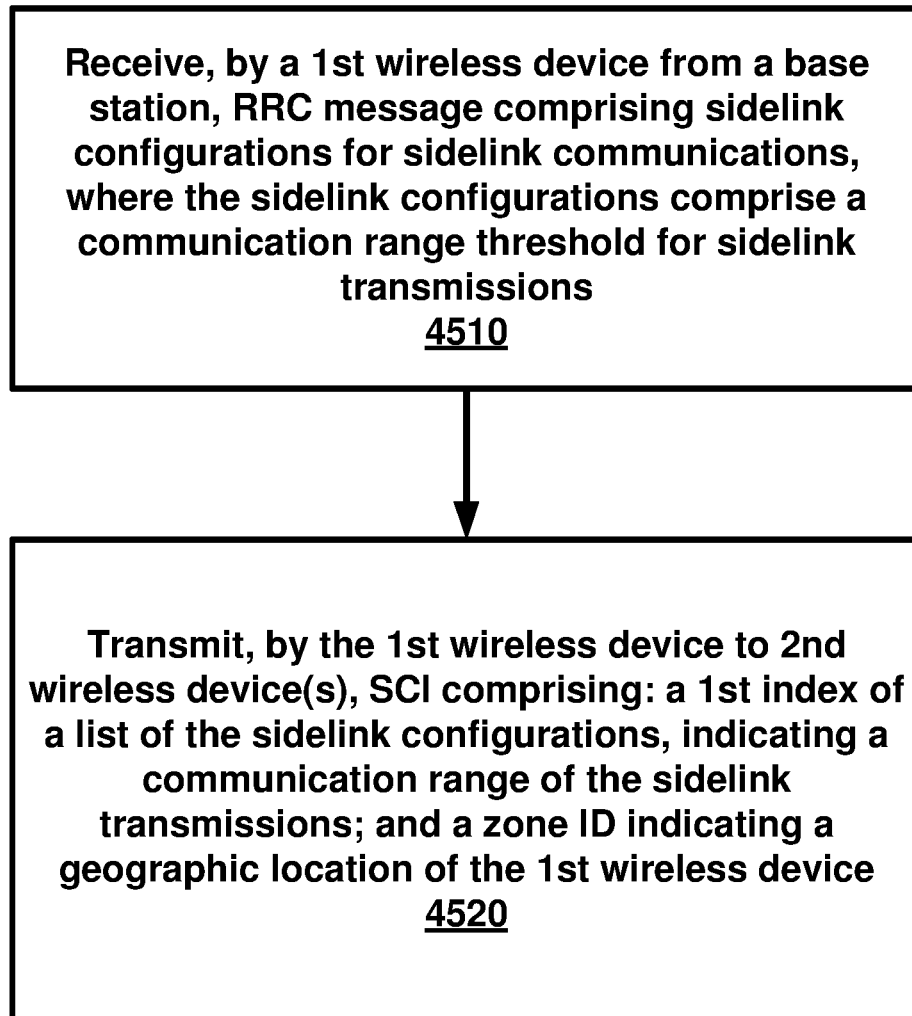 Receive, by a 1st wireless device from a base
station, RRC message comprising sidelink
configurations for sidelink communications,
where the sidelink configurations comprise a
communication range threshold for sidelink
transmissions
4510
Transmit, by the 1st wireless device to 2nd
wireless device(s), SCI comprising: a 1st index of
a list of the sidelink configurations, indicating a
communication range of the sidelink
transmissions; and a zone ID indicating a
geographic location of the 1st wireless device
4520